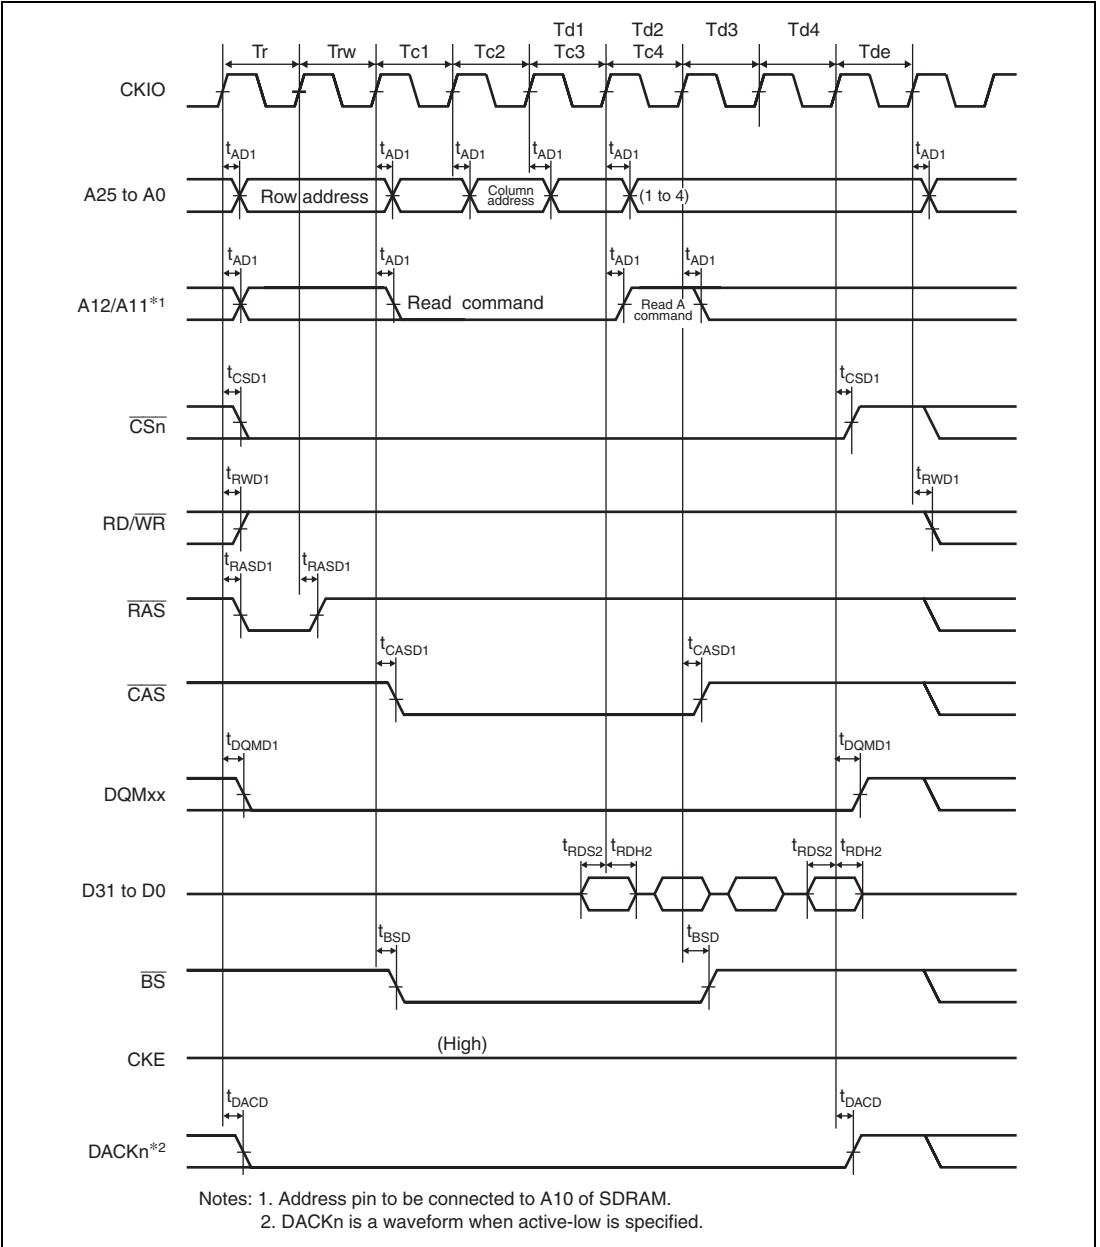 Td1 Td2 Td3 Td4
Tr Trw Tc1 Tc2 Tc3 Tc4 Tde
CKIO
tAD1 tAD1 tAD1 tAD1 tAD1 tAD1
A25 to A0 Row address Column address (1 to 4)
tAD1 tAD1 tAD1 tAD1
A12/A11*1 Read command Read A command
tCSD1 tCSD1
CSn
tRWD1 tRWD1
RD/WR
tRASD1 tRASD1
RAS
tCASD1 tCASD1
CAS
tDQMD1 tDQMD1
DQMxx
tRDS2 tRDH2 tRDS2 tRDH2
D31 to D0
tBSD tBSD
BS
(High)
CKE
tDACD tDACD
DACKn*2
Notes: 1. Address pin to be connected to A10 of SDRAM.
2. DACKn is a waveform when active-low is specified.